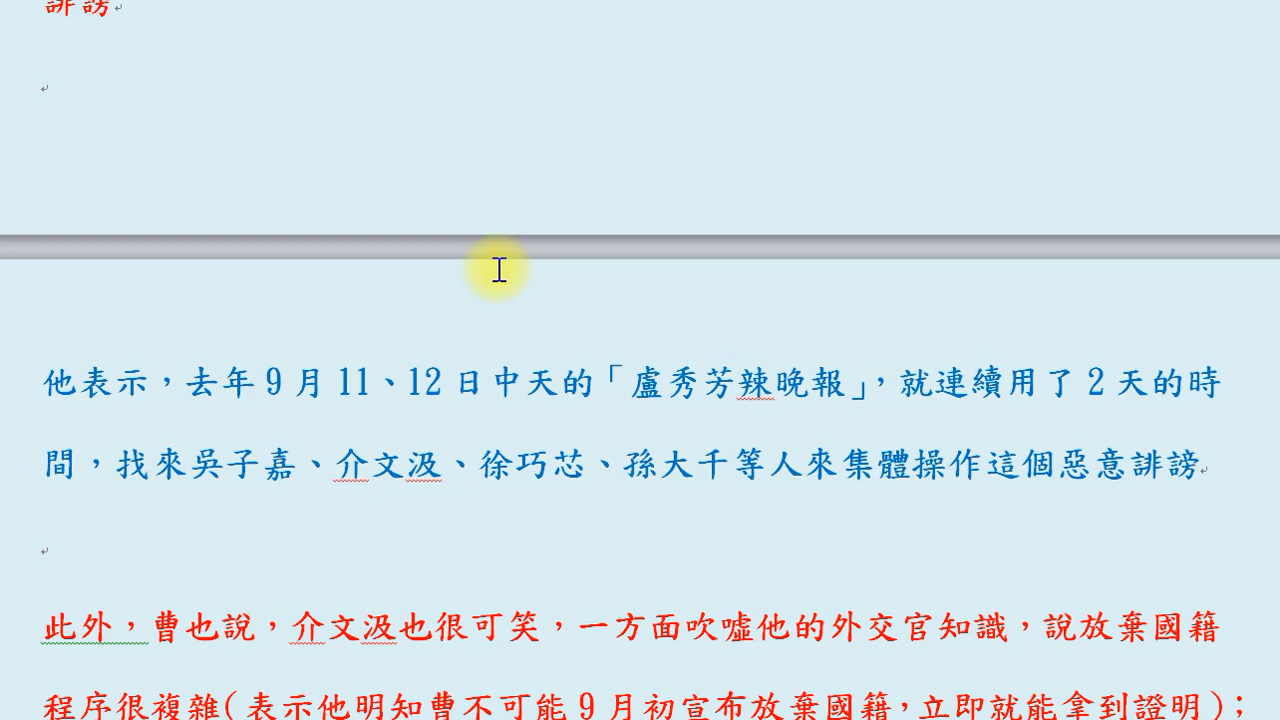 誹謗
他表示，去年9月11、12日中天的「盧秀芳辣晚報」，就連續用了2天的時
間，找來吳子嘉、介文汲、徐巧芯、孫大千等人來集體操作這個惡意誹謗
此外，曹也說，介文汲也很可笑，一方面吹噓他的外交官知識，說放棄國籍
程序很複雜(表示他明知曹不可能9月初宣布放棄國籍，立即就能拿到證明)；